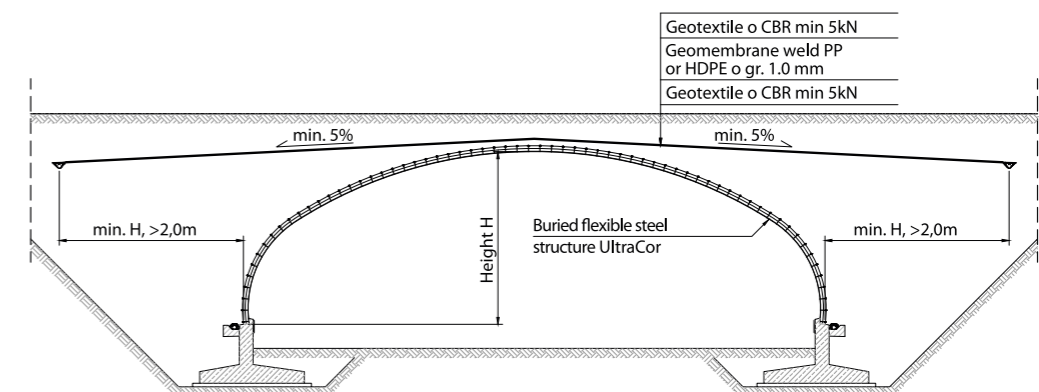 Geotextile o CBR min 5kN
Geomembrane weld PP
or HDPE o gr. 1.0 mm
Geotextile o CBR min 5kN
min. 5%
min. 5%
min. H, >2,0m
Height H
Buried flexible steel
structure UltraCor
min. H, >2,0m